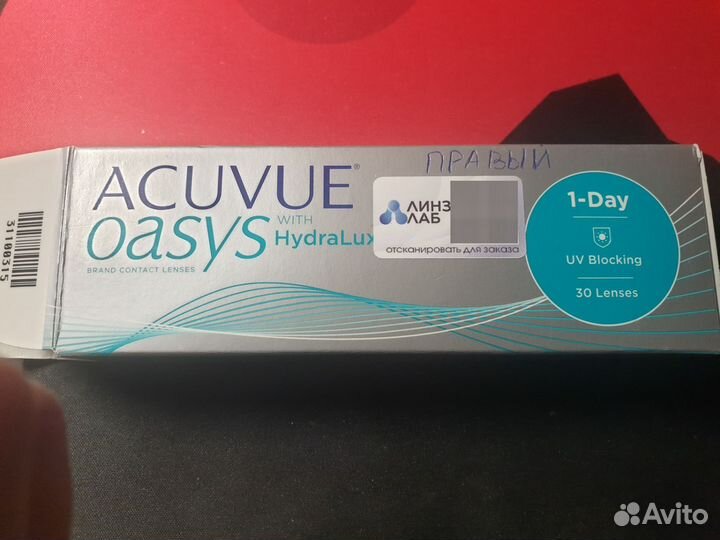 ПРАВЫЙ
ACUVUE®
oasys WITH HydraLux
BRAND CONTACT LENSES
ЛИНЗ
ЛАБ
отсканировать для заказа
1-Day
UV Blocking
30 Lenses
31100315
Avito